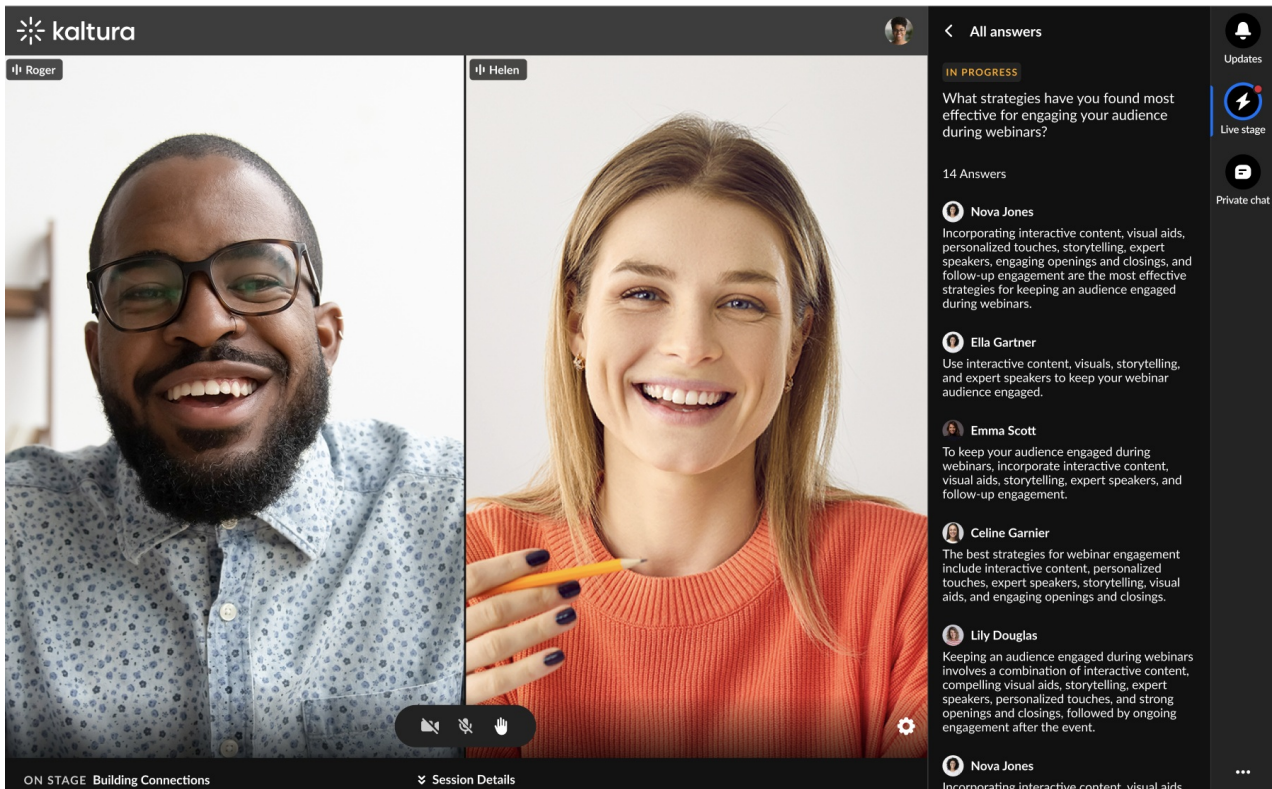 kaltura
Roger
Helen
ON STAGE Building Connections
Session Details
All answers
IN PROGRESS
What strategies have you found most
effective for engaging your audience
during webinars?
14 Answers
Nova Jones
Incorporating interactive content, visual aids,
personalized touches, storytelling, expert
speakers, engaging openings and closings, and
follow-up engagement are the most effective
strategies for keeping an audience engaged
during webinars.
Ella Gartner
Use interactive content, visuals, storytelling,
and expert speakers to keep your webinar
audience engaged.
Emma Scott
To keep your audience engaged during
webinars, incorporate interactive content,
visual aids, storytelling, expert speakers, and
follow-up engagement.
Celine Garnier
The best strategies for webinar engagement
include interactive content, personalized
touches, expert speakers, storytelling, visual
aids, and engaging openings and closings.
Lily Douglas
Keeping an audience engaged during webinars
involves a combination of interactive content,
compelling visual aids, storytelling, expert
speakers, personalized touches, and strong
openings and closings, followed by ongoing
engagement after the event.
Nova Jones
Incorporating interactive content, visual aids
Updates
Live stage
Private chat